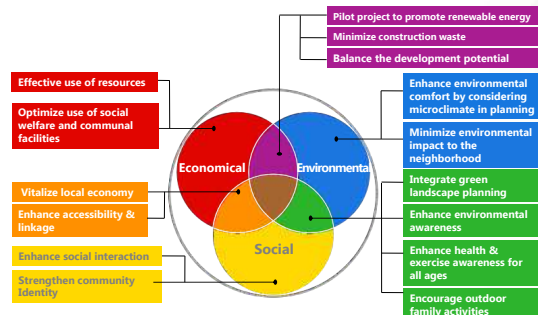 Pilot project to promote renewable energy
Minimize construction waste
Balance the development potential
Effective use of resources
Optimize use of social
welfare and communal
facilities
Enhance environmental
comfort by considering
microclimate in planning
Minimize environmental
impact to the
neighborhood
Economical
Environmental
Social
Vitalize local economy
Enhance accessibility &
linkage
Enhance social interaction
Strengthen community
Identity
Integrate green
landscape planning
Enhance environmental
awareness
Enhance health &
exercise awareness for
all ages
Encourage outdoor
family activities